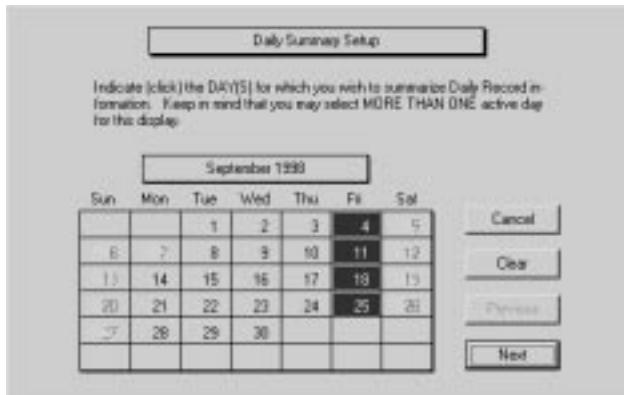 Daily Summary Setup
Indicate (click) the DAY(S) for which you wish to summarize Daily Record in-
formation. Keep in mind that you may select MORE THAN ONE active day
for this display.
September 1998
Sun Mon Tue Wed Thu Fri Sat
1 2 3 4 5
Cancel
6 7 8 9 10 11 12
Clear
13 14 15 16 17 18 19
20 21 22 23 24 25 26
Previous
27 28 29 30
Next